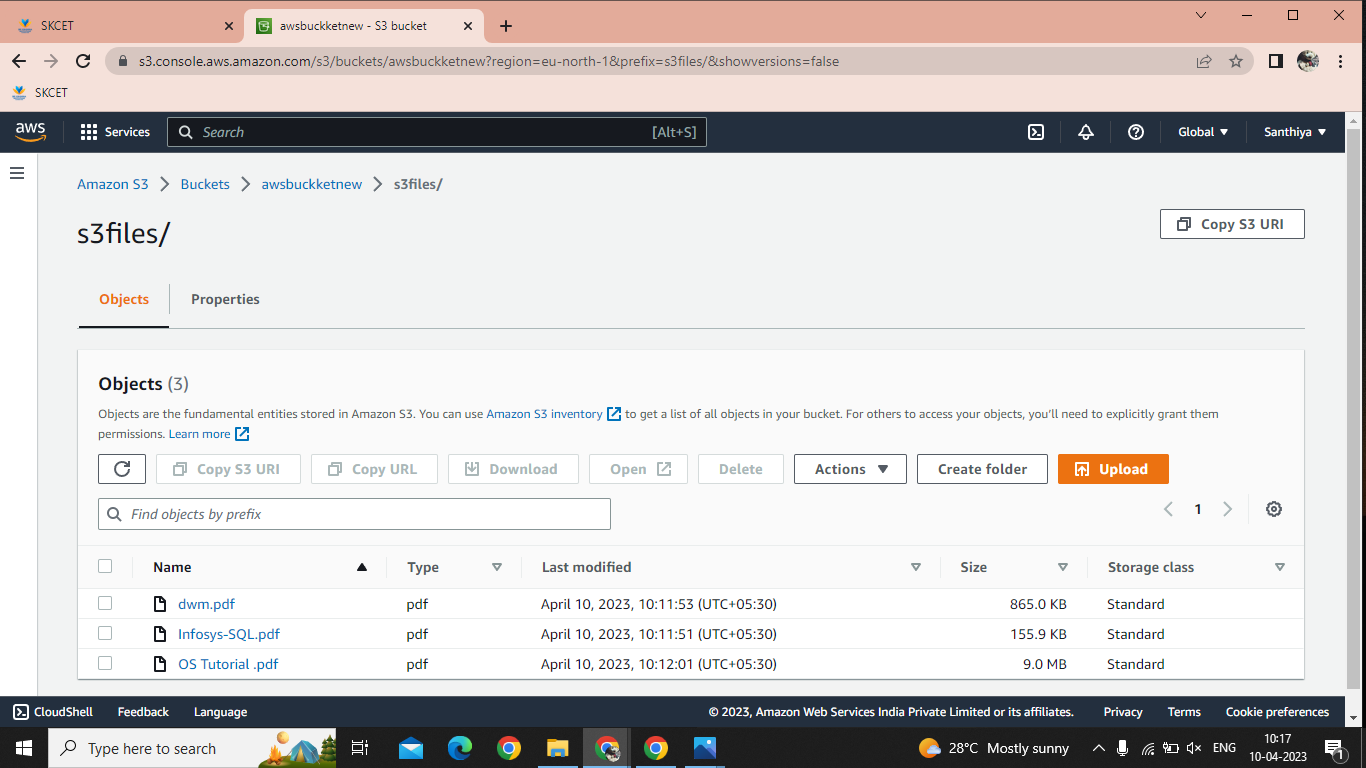 SKCET
awsbuckketnew - S3 bucket
s3.console.aws.amazon.com/s3/buckets/awsbuckketnew?region=eu-north-1&prefix=s3files/&showversions=false
SKCET
aws Services Search [Alt+S] Global Santhiya
Amazon S3 Buckets awsbuckketnew s3files/
s3files/
Copy S3 URI
Objects Properties
Objects (3)
Objects are the fundamental entities stored in Amazon S3. You can use Amazon S3 inventory to get a list of all objects in your bucket. For others to access your objects, you'll need to explicitly grant them
permissions. Learn more
Copy S3 URI Copy URL Download Open Delete Actions Create folder Upload
Find objects by prefix
1
Name Type Last modified Size Storage class
dwm.pdf pdf April 10, 2023, 10:11:53 (UTC+05:30) 865.0 KB Standard
Infosys-SQL.pdf pdf April 10, 2023, 10:11:51 (UTC+05:30) 155.9 KB Standard
OS Tutorial .pdf pdf April 10, 2023, 10:12:01 (UTC+05:30) 9.0 MB Standard
CloudShell Feedback Language © 2023, Amazon Web Services India Private Limited or its affiliates. Privacy Terms Cookie preferences
Type here to search 28°C Mostly sunny ENG 10:17
10-04-2023 1